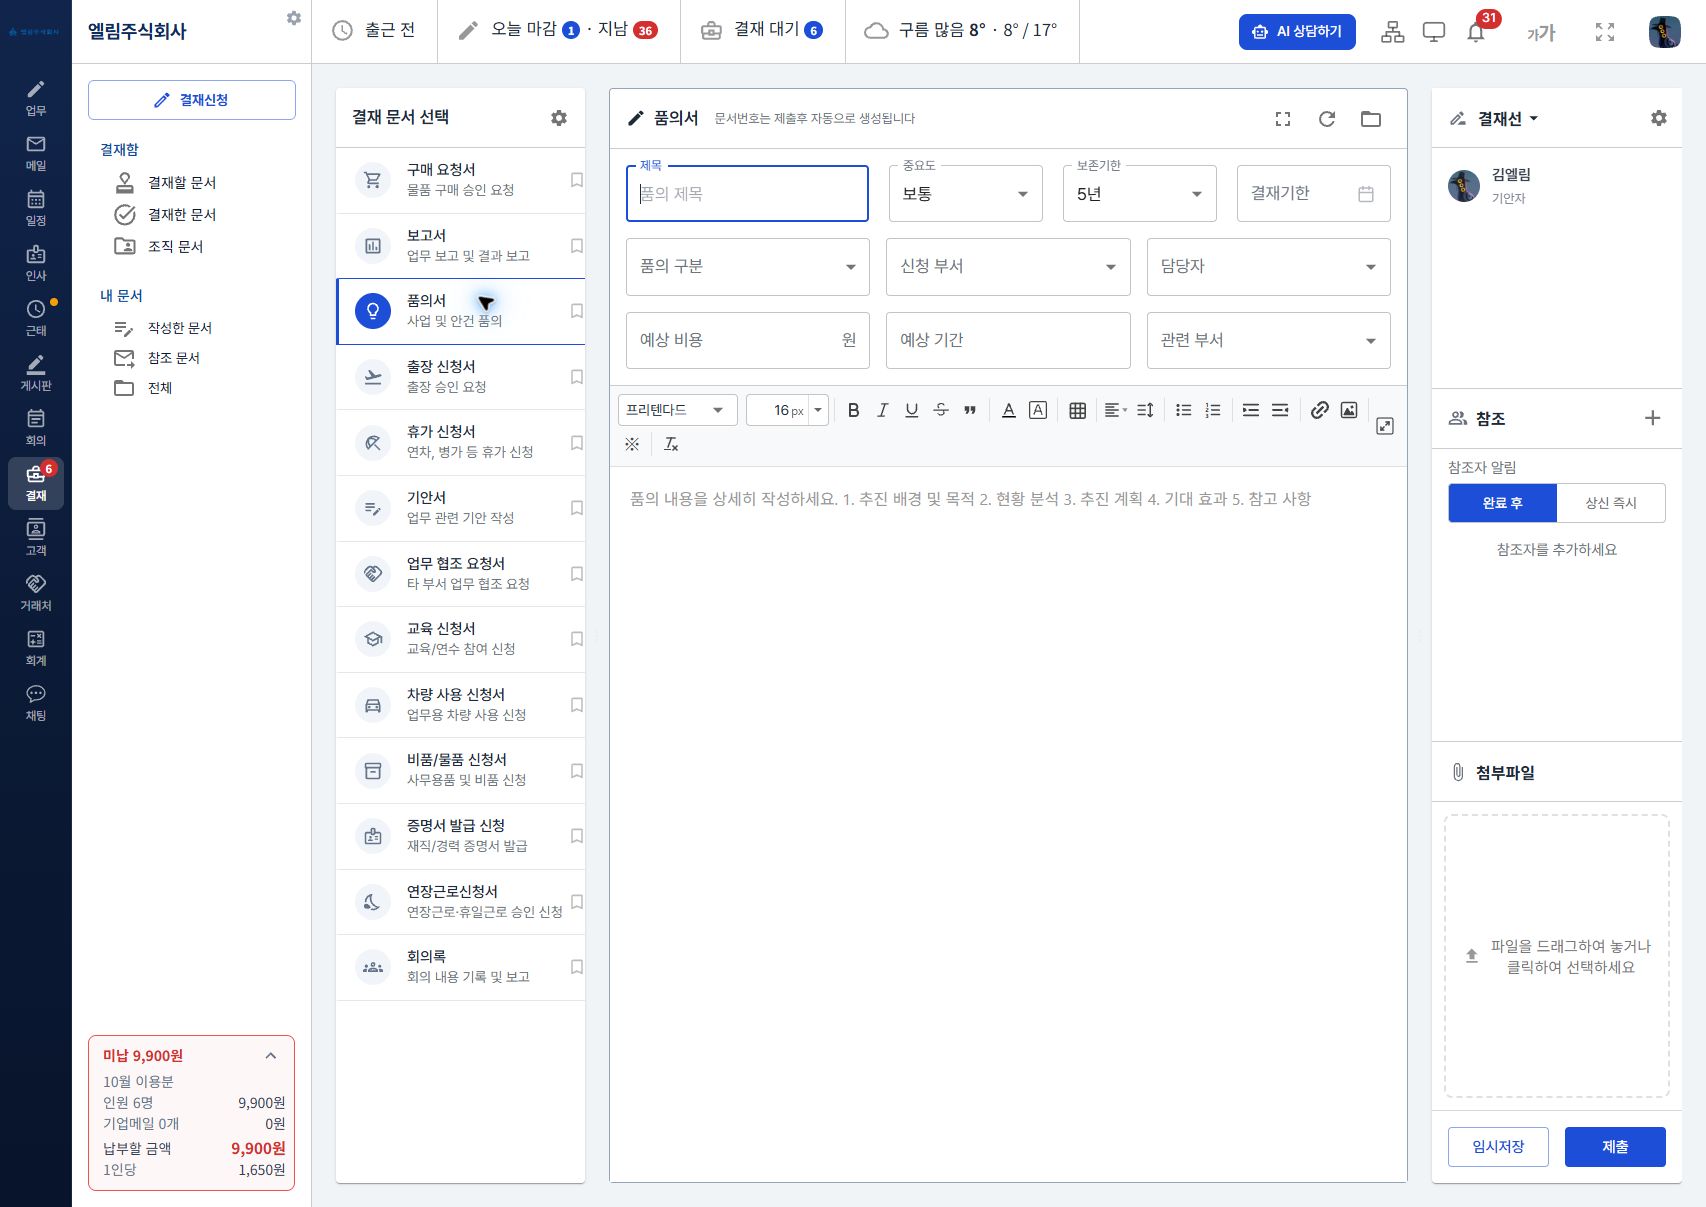 엘림주식회사
엘림주식회사
출근 전
오늘 마감 1 · 지남 36
결재 대기 6
구름 많음 8° · 8° / 17°
AI 상담하기
31
가가
업무
메일
일정
인사
근태
게시판
회의
6
결재
고객
거래처
회계
채팅
결재신청
결재함
결재할 문서
결재한 문서
조직 문서
내 문서
작성한 문서
참조 문서
전체
미납 9,900원
10월 이용분
인원 6명 9,900원
기업메일 0개 0원
납부할 금액 9,900원
1인당 1,650원
결재 문서 선택
구매 요청서
물품 구매 승인 요청
보고서
업무 보고 및 결과 보고
품의서
사업 및 안건 품의
출장 신청서
출장 승인 요청
휴가 신청서
연차, 병가 등 휴가 신청
기안서
업무 관련 기안 작성
업무 협조 요청서
타 부서 업무 협조 요청
교육 신청서
교육/연수 참여 신청
차량 사용 신청서
업무용 차량 사용 신청
비품/물품 신청서
사무용품 및 비품 신청
증명서 발급 신청
재직/경력 증명서 발급
연장근로신청서
연장근로·휴일근로 승인 신청
회의록
회의 내용 기록 및 보고
품의서 문서번호는 제출후 자동으로 생성됩니다
제목
품의 제목
중요도
보통
보존기한
5년
결재기한
품의 구분
신청 부서
담당자
예상 비용 원
예상 기간
관련 부서
프리텐다드
16 px
품의 내용을 상세히 작성하세요. 1. 추진 배경 및 목적 2. 현황 분석 3. 추진 계획 4. 기대 효과 5. 참고 사항
결재선
김엘림
기안자
참조
참조자 알림
완료 후
상신 즉시
참조자를 추가하세요
첨부파일
파일을 드래그하여 놓거나
클릭하여 선택하세요
임시저장
제출